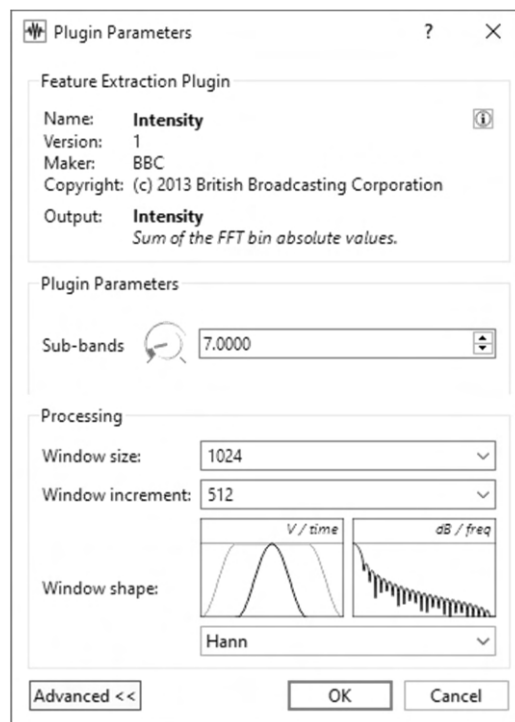 Plugin Parameters ?
Feature Extraction Plugin
Name: Intensity
Version: 1
Maker: BBC
Copyright: (c) 2013 British Broadcasting Corporation
Output: Intensity
Sum of the FFT bin absolute values.
Plugin Parameters
Sub-bands 7.0000
Processing
Window size: 1024
Window increment: 512
V / time dB / freq
Window shape:
Hann
Advanced << OK Cancel